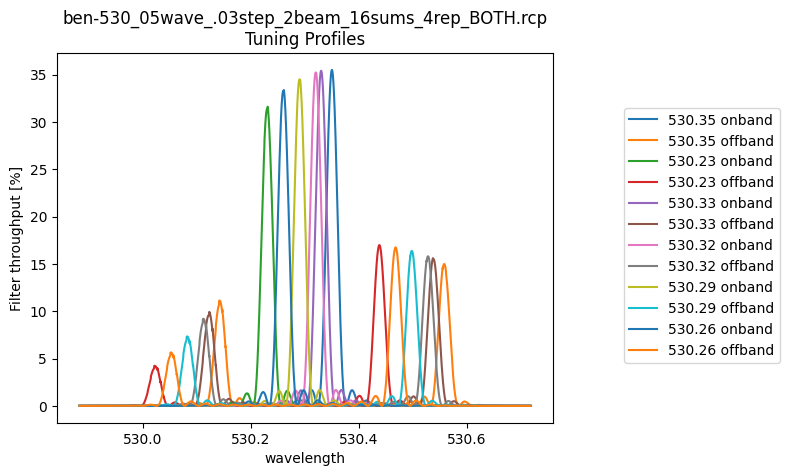 ben-530_05wave_.03step_2beam_16sums_4rep_BOTH.rcp
Tuning Profiles
Filter throughput [%]
35
30
25
20
15
10
5
0
530.0
530.2
530.4
530.6
wavelength
530.35 onband
530.35 offband
530.23 onband
530.23 offband
530.33 onband
530.33 offband
530.32 onband
530.32 offband
530.29 onband
530.29 offband
530.26 onband
530.26 offband